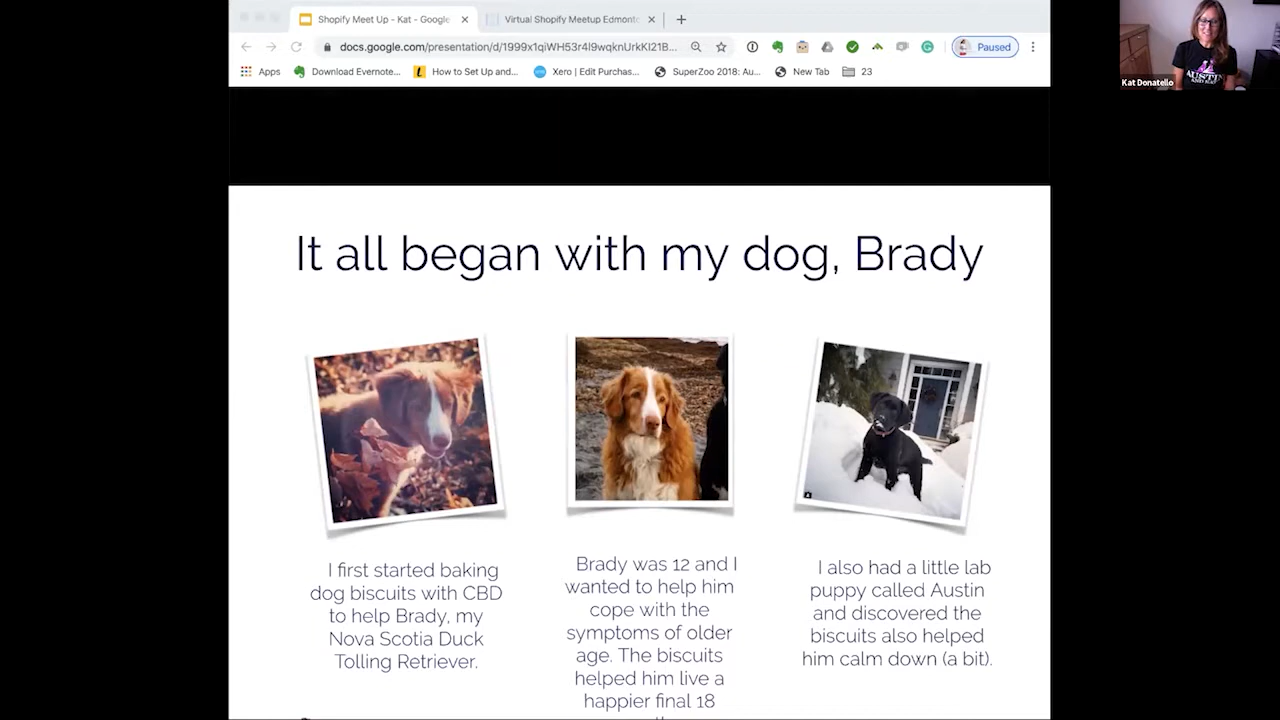 Shopify Meet Up - Kat - Google
Virtual Shopify Meetup Edmont
docs.google.com/presentation/d/1999x1qiWH53r4l9wqknUrkKl21B...
Paused
Apps
Download Evernote...
How to Set Up and...
Xero | Edit Purchas...
SuperZoo 2018: Au...
New Tab
23
Kat Donatello
AUSTIN
It all began with my dog, Brady
I first started baking
dog biscuits with CBD
to help Brady, my
Nova Scotia Duck
Tolling Retriever.
Brady was 12 and I
wanted to help him
cope with the
symptoms of older
age. The biscuits
helped him live a
happier final 18
I also had a little lab
puppy called Austin
and discovered the
biscuits also helped
him calm down (a bit).